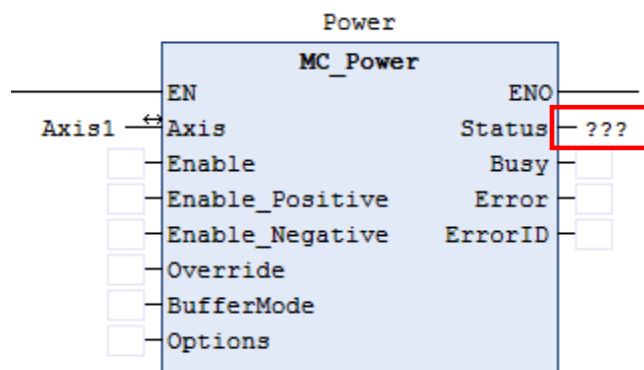 Power
MC_Power
EN ENO
Axis1 Axis Status ???
Enable Busy
Enable_Positive Error
Enable_Negative ErrorID
Override
BufferMode
Options